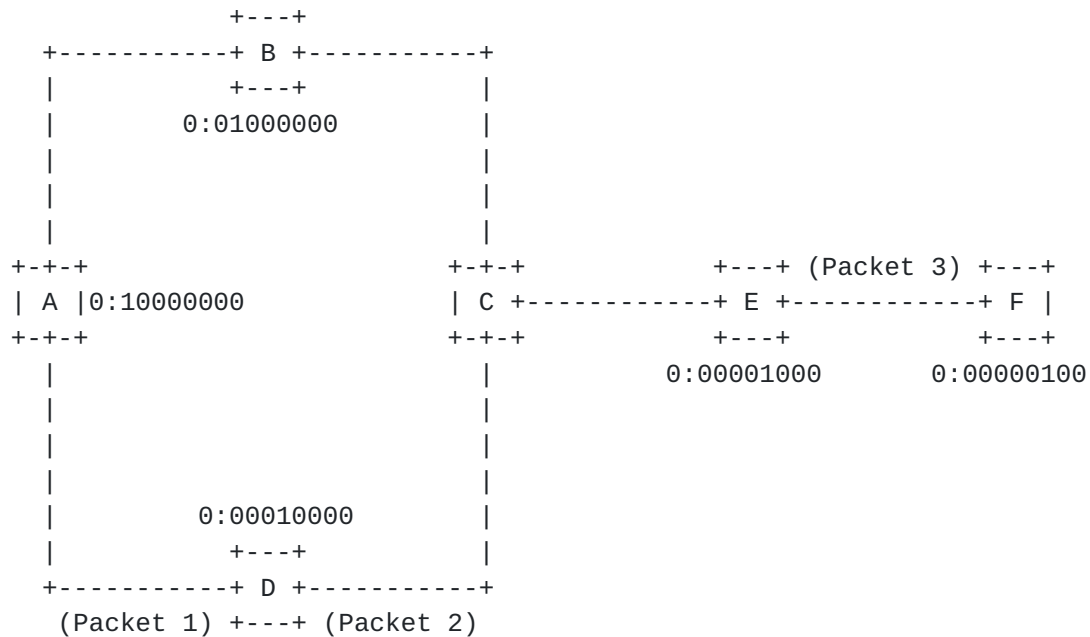 +---+
+-----------+ B +-----------+
|           +---+           |
|        0:01000000         |
|                           |
|                           |
|                           |
+-+-+                       +-+-+            +---+ (Packet 3) +---+
| A |0:10000000             | C +------------+ E +------------+ F |
+-+-+                       +-+-+            +---+            +---+
|                           |           0:00001000       0:00000100
|                           |
|                           |
|                           |
|         0:00010000        |
|           +---+           |
+-----------+ D +-----------+
(Packet 1) +---+ (Packet 2)